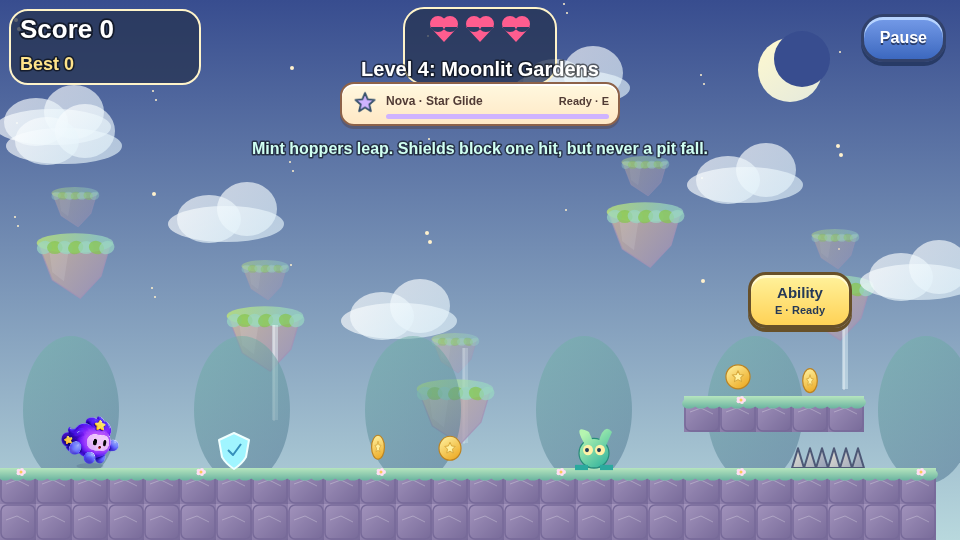 Score 0
Best 0
Level 4: Moonlit Gardens
Nova · Star Glide
Ready · E
Pause
Mint hoppers leap. Shields block one hit, but never a pit fall.
Ability
E · Ready